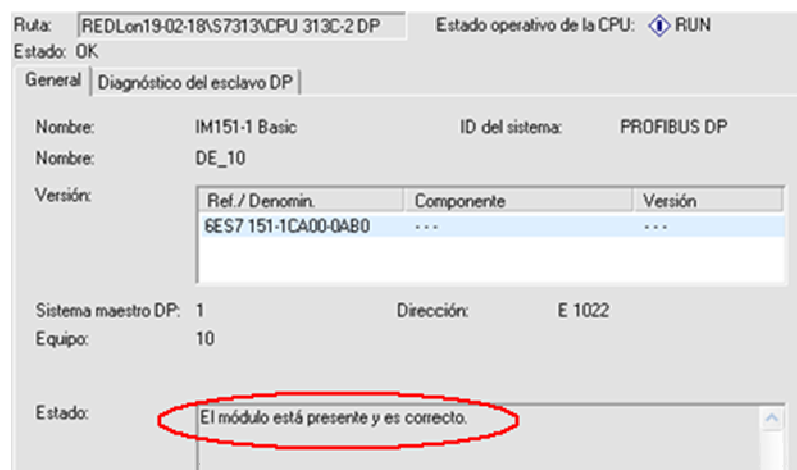 Ruta: REDLon19-02-18\S7313\CPU 313C-2 DP Estado operativo de la CPU: RUN
Estado: OK
General Diagnóstico del esclavo DP
Nombre: IM151-1 Basic ID del sistema: PROFIBUS DP
Nombre: DE_10
Versión: Ref./ Denomin. Componente Versión
6ES7 151-1CA00-0AB0 - - - - - -
Sistema maestro DP: 1 Dirección: E 1022
Equipo: 10
Estado: El módulo está presente y es correcto.